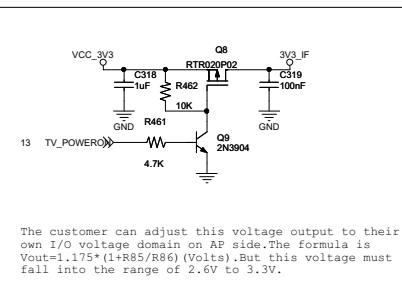 Q8
VCC_3V3
RTR020P02
3V3_IF
C318
1uF
R462
C319
100nF
10K
GND
R461
GND
13 TV_POWERON
Q9
2N3904
4.7K
The customer can adjust this voltage output to their
own I/O voltage domain on AP side.The formula is
Vout=1.175*(1+R85/R86)(Volts).But this voltage must
fall into the range of 2.6V to 3.3V.